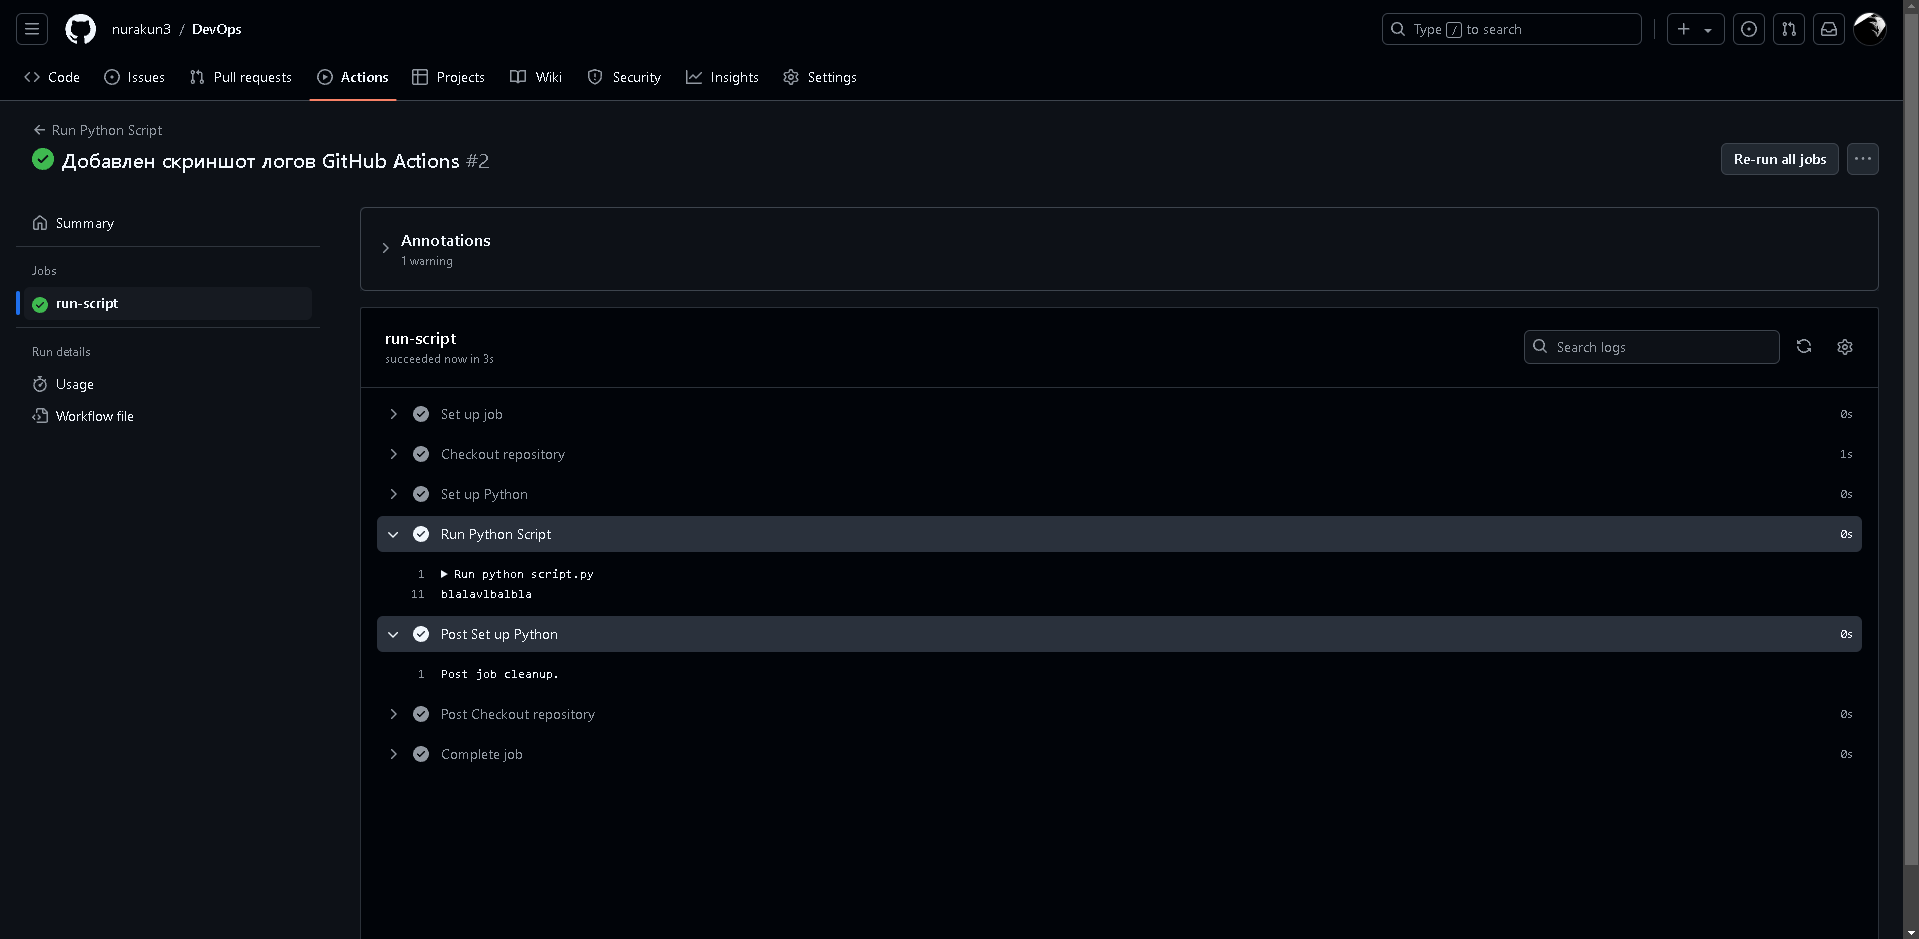 nurakun3 / DevOps
Type / to search
Code Issues Pull requests Actions Projects Wiki Security Insights Settings
Run Python Script
Добавлен скриншот логов GitHub Actions #2
Re-run all jobs
Summary
Jobs
run-script
Run details
Usage
Workflow file
Annotations
1 warning
run-script
succeeded now in 3s
Search logs
Set up job 0s
Checkout repository 1s
Set up Python 0s
Run Python Script 0s
1 Run python script.py
11 blalavlbalbla
Post Set up Python 0s
1 Post job cleanup.
Post Checkout repository 0s
Complete job 0s